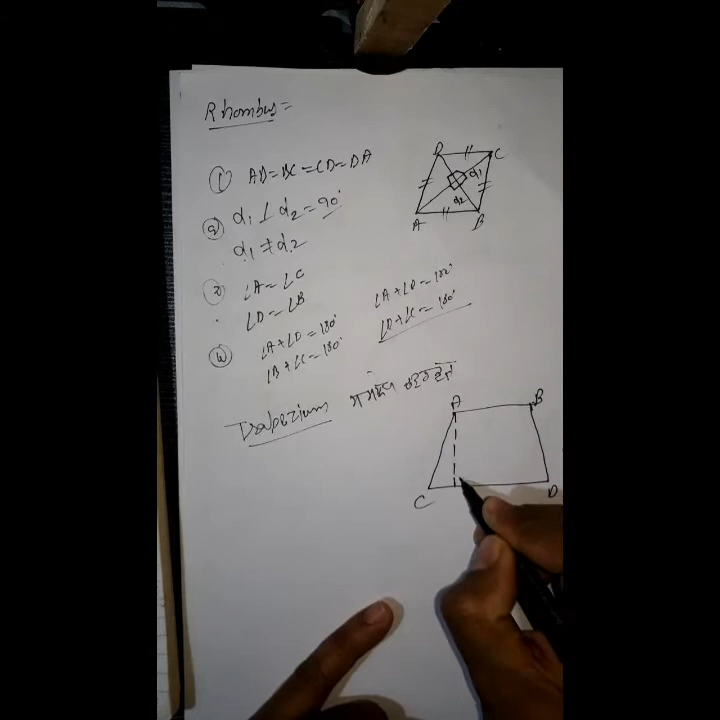 Rhombus =
① AD = BC = CD = DA
② d₁ ⊥ d₂ = 90°
d₁ ≠ d₂
③ ∠A = ∠C
∠D = ∠B
④ ∠A + ∠D = 180°
∠B + ∠C = 180°
∠A + ∠D = 180°
∠D + ∠C = 180°
D
C
d₁
d₂
A
B
Trapezium
A
B
C
D